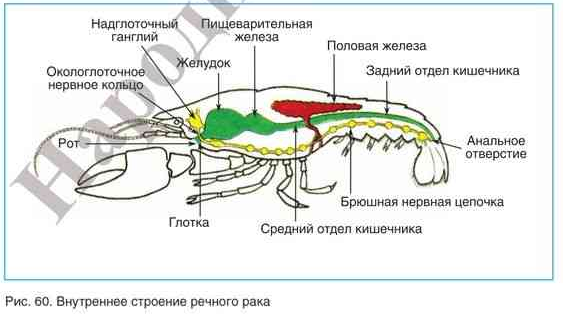 Надглоточный
ганглий
Пищеварительная
железа
Половая железа
Желудок
Задний отдел кишечника
Окологлоточное
нервное кольцо
Рот
Анальное
отверстие
Брюшная нервная цепочка
Глотка
Средний отдел кишечника
Рис. 60. Внутреннее строение речного рака